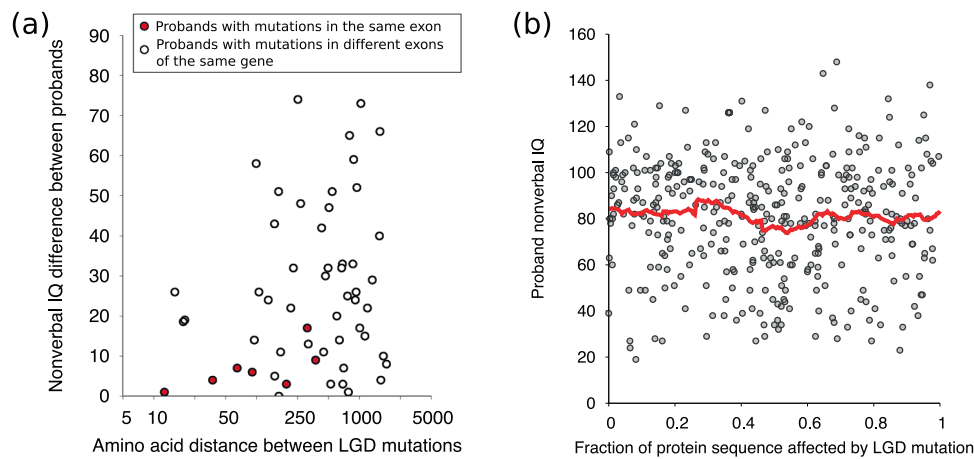 (a)
Probands with mutations in the same exon
Probands with mutations in different exons
of the same gene
Nonverbal IQ difference between probands
90
80
70
60
50
40
30
20
10
0
5 10 50 250 1000 5000
Amino acid distance between LGD mutations
(b)
Proband nonverbal IQ
160
140
120
100
80
60
40
20
0
0 0.2 0.4 0.6 0.8 1
Fraction of protein sequence affected by LGD mutation